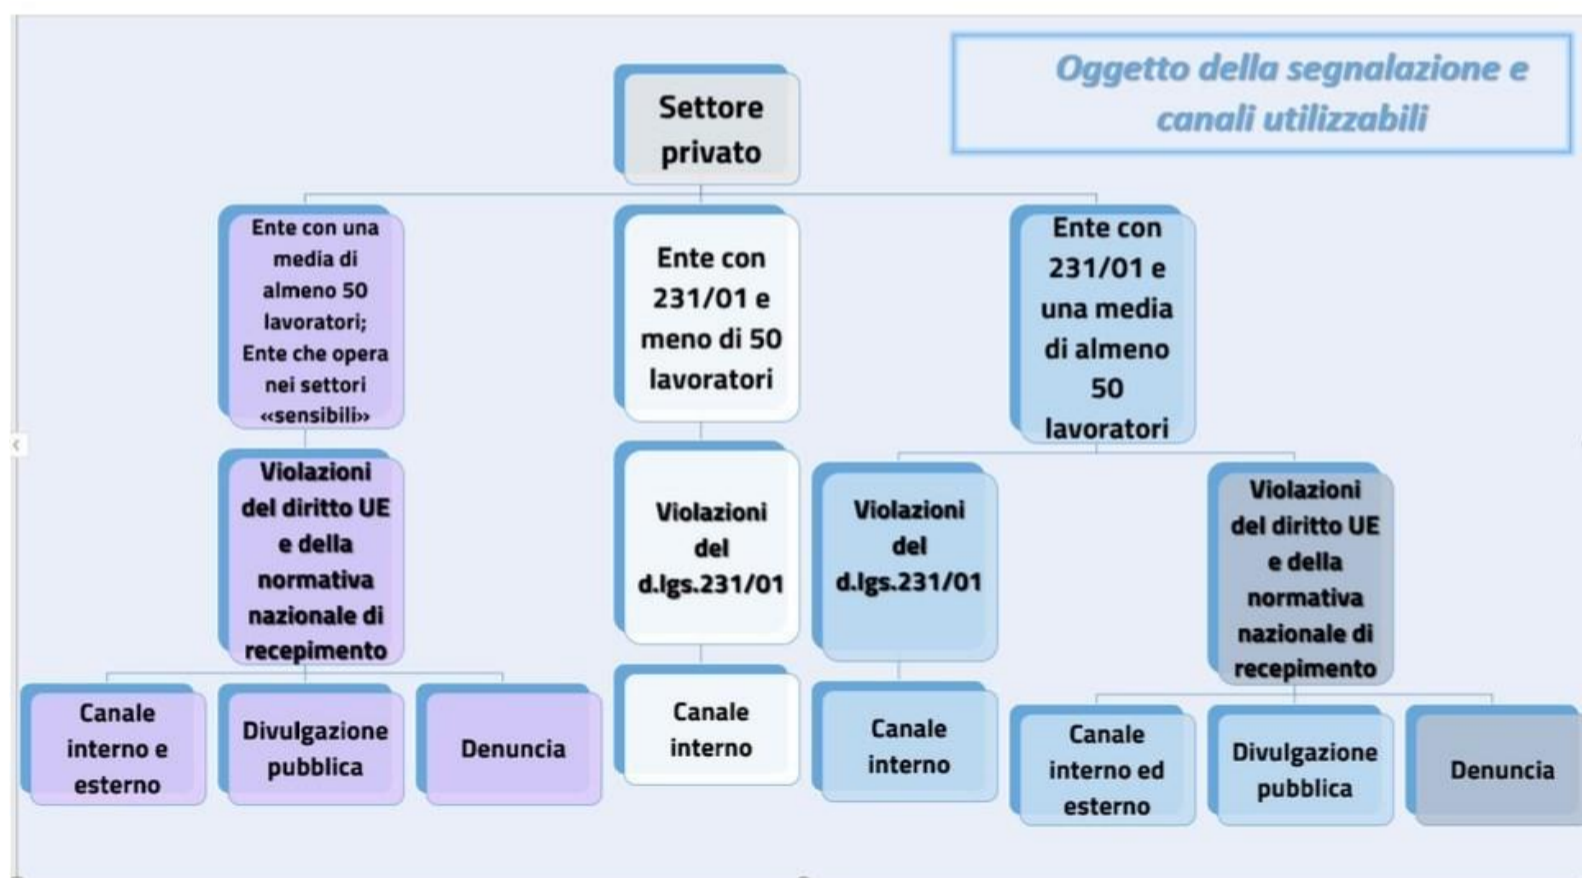 Oggetto della segnalazione e
canali utilizzabili
Settore
privato
Ente con una
media di
almeno 50
lavoratori;
Ente che opera
nei settori
«sensibili»
Ente con
231/01 e
meno di 50
lavoratori
Ente con
231/01 e
una media
di almeno
50
lavoratori
Violazioni
del diritto UE
e della
normativa
nazionale di
recepimento
Violazioni
del
d.lgs.231/01
Violazioni
del
d.lgs.231/01
Violazioni
del diritto UE
e della
normativa
nazionale di
recepimento
Canale
interno e
esterno
Divulgazione
pubblica
Denuncia
Canale
interno
Canale
interno
Canale
interno ed
esterno
Divulgazione
pubblica
Denuncia